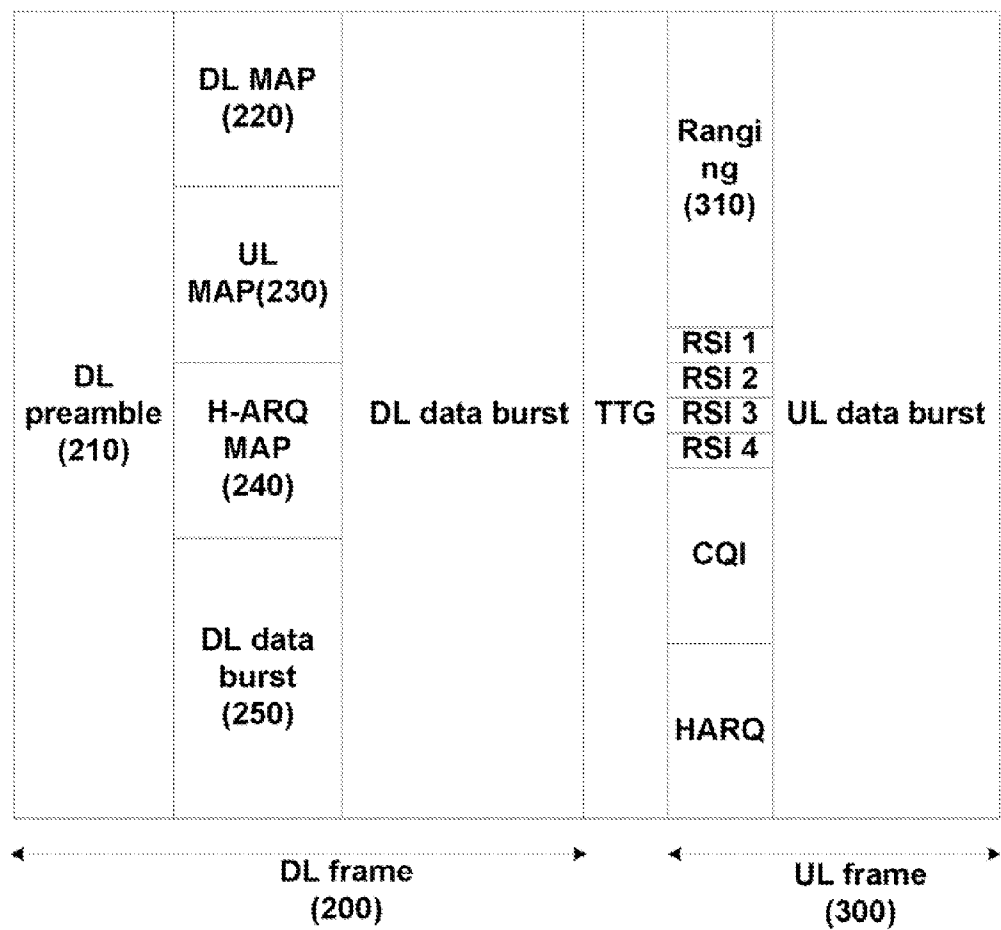 DL
preamble
(210)
DL MAP
(220)
UL
MAP(230)
H-ARQ
MAP
(240)
DL data
burst
(250)
DL data burst
TTG
Rangi
ng
(310)
RSI 1
RSI 2
RSI 3
RSI 4
CQI
HARQ
UL data burst
DL frame
(200)
UL frame
(300)